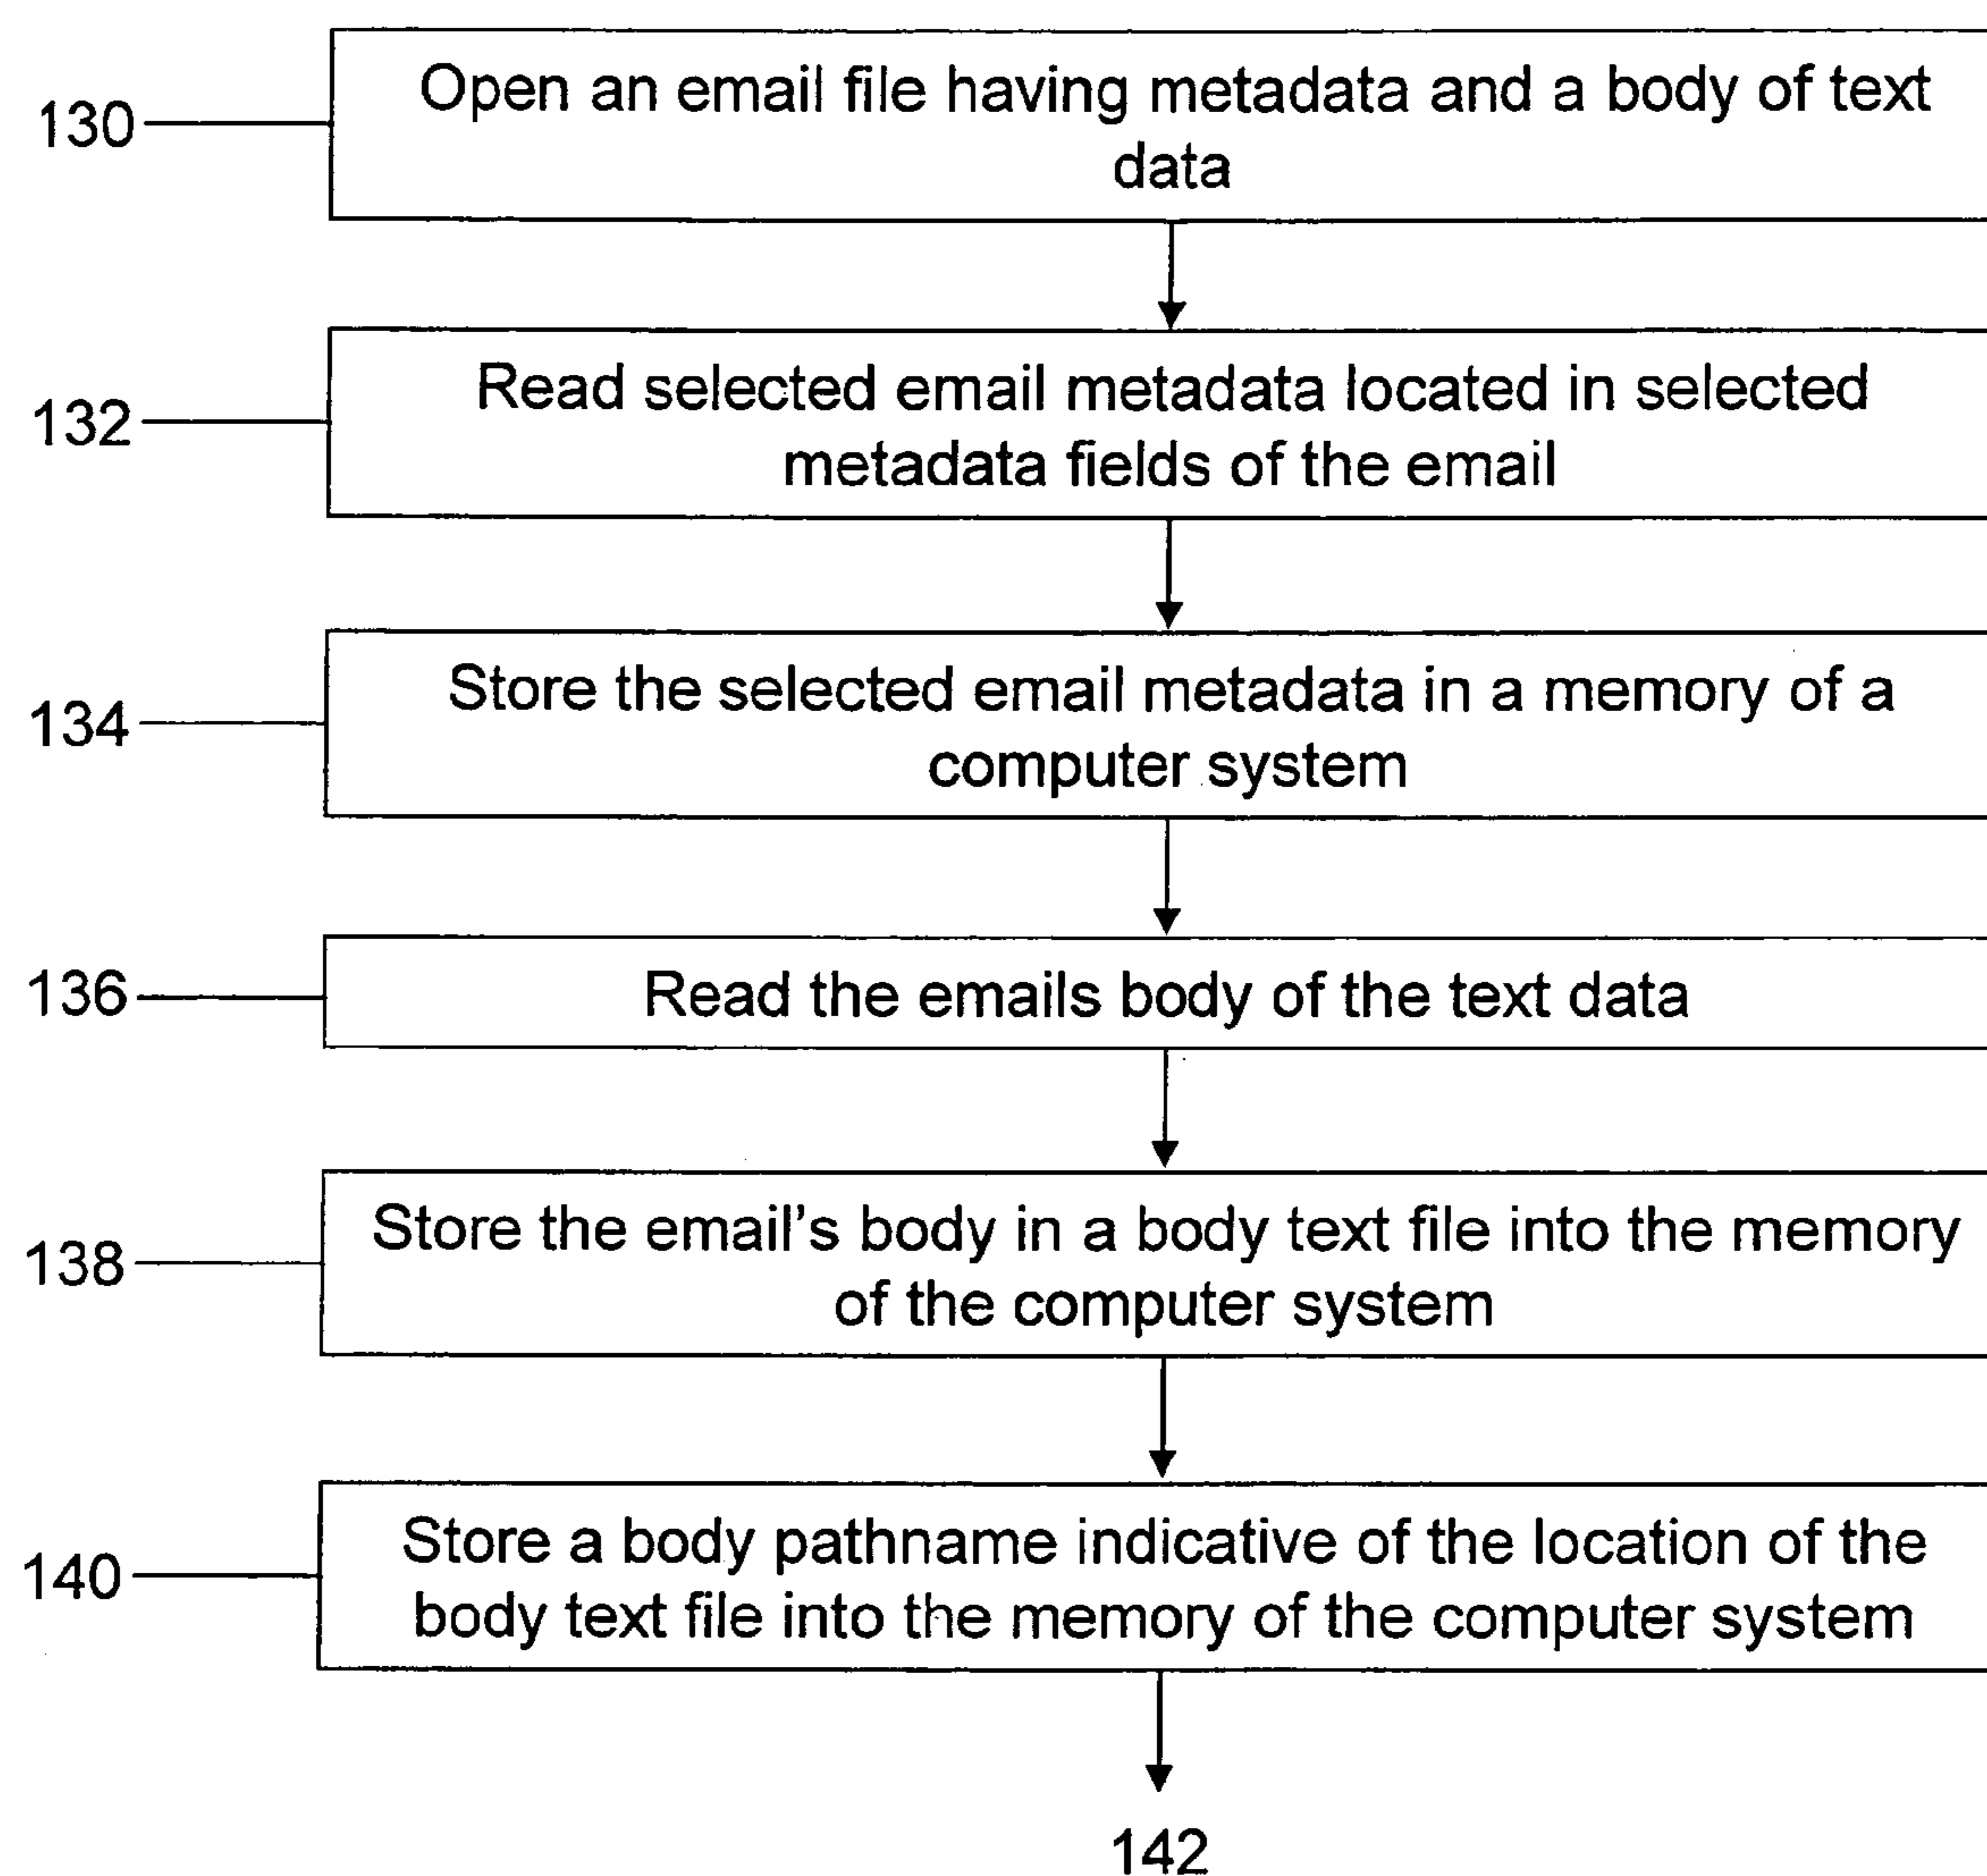 Open an email file having metadata and a body of text
130
data
Read selected email metadata located in selected
132
metadata fields of the email
Store the selected email metadata in a memory of a
134
computer system
136
Read the emails body of the text data
Store the email's body in a body text file into the memory
138
of the computer system
Store a body pathname indicative of the location of the
140
body text file into the memory of the computer system
142